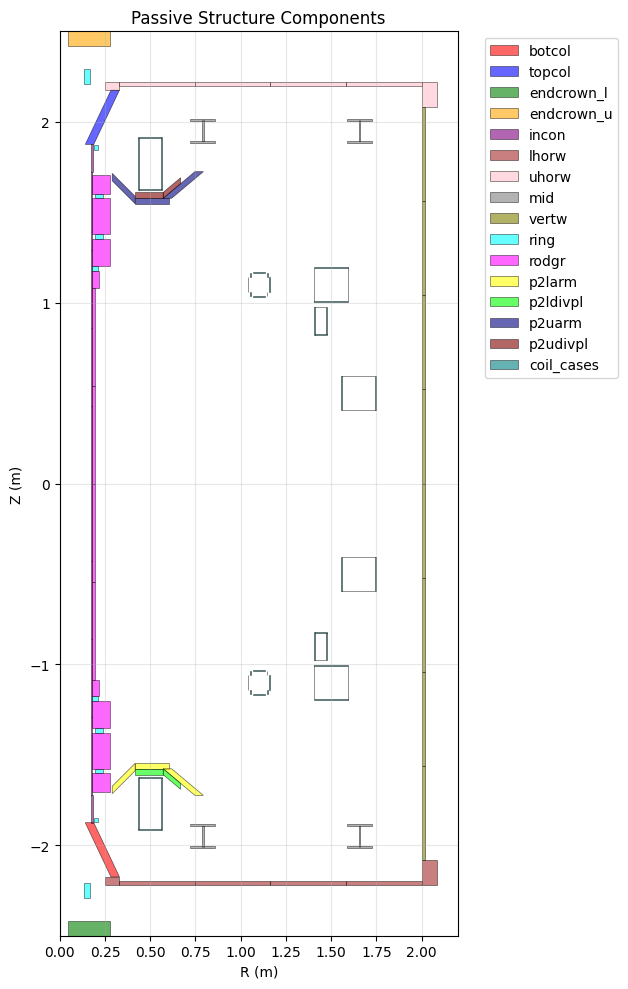 Passive Structure Components
Z (m)
2
1
0
−1
−2
0.00 0.25 0.50 0.75 1.00 1.25 1.50 1.75 2.00
R (m)
botcol
topcol
endcrown_l
endcrown_u
incon
lhorw
uhorw
mid
vertw
ring
rodgr
p2larm
p2ldivpl
p2uarm
p2udivpl
coil_cases